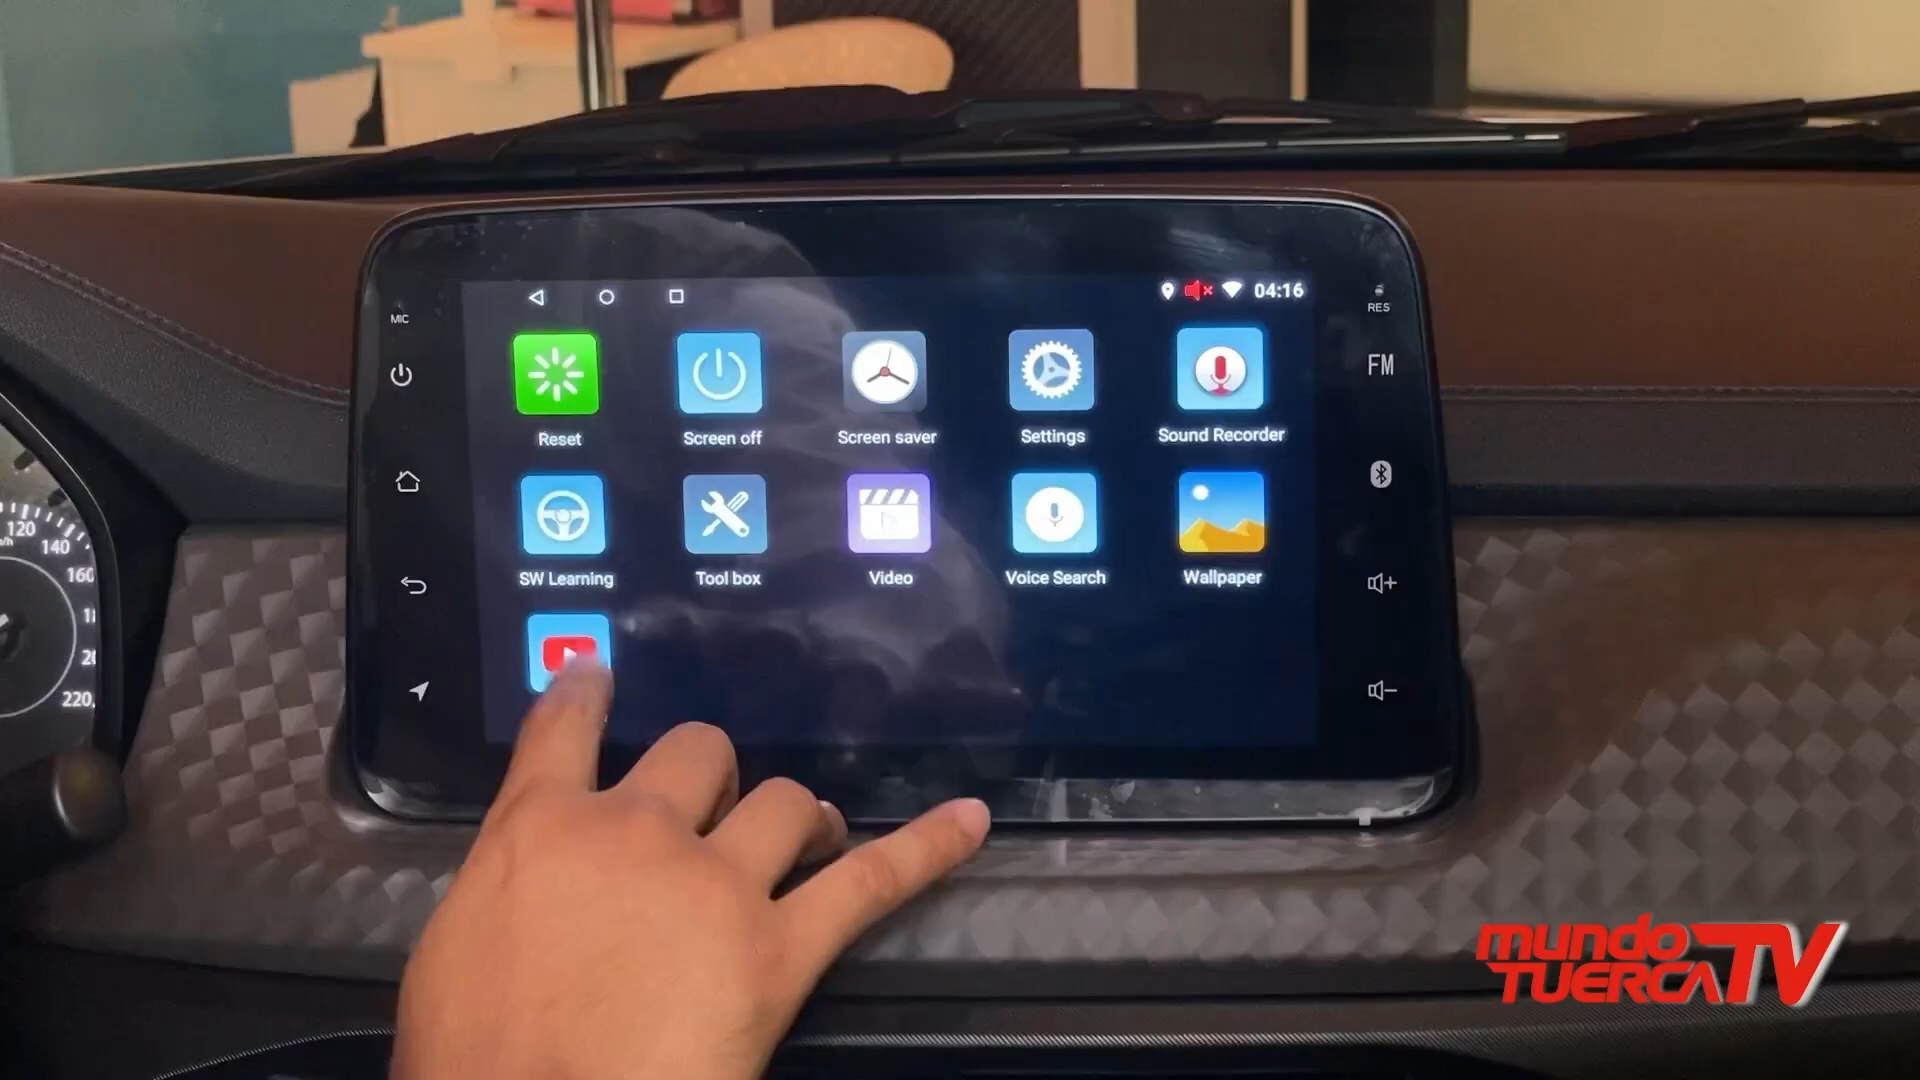 04:16
MIC
RES
FM
Reset
Screen off
Screen saver
Settings
Sound Recorder
SW Learning
Tool box
Video
Voice Search
Wallpaper
120
140
160
220
mundo
TUERCA TV